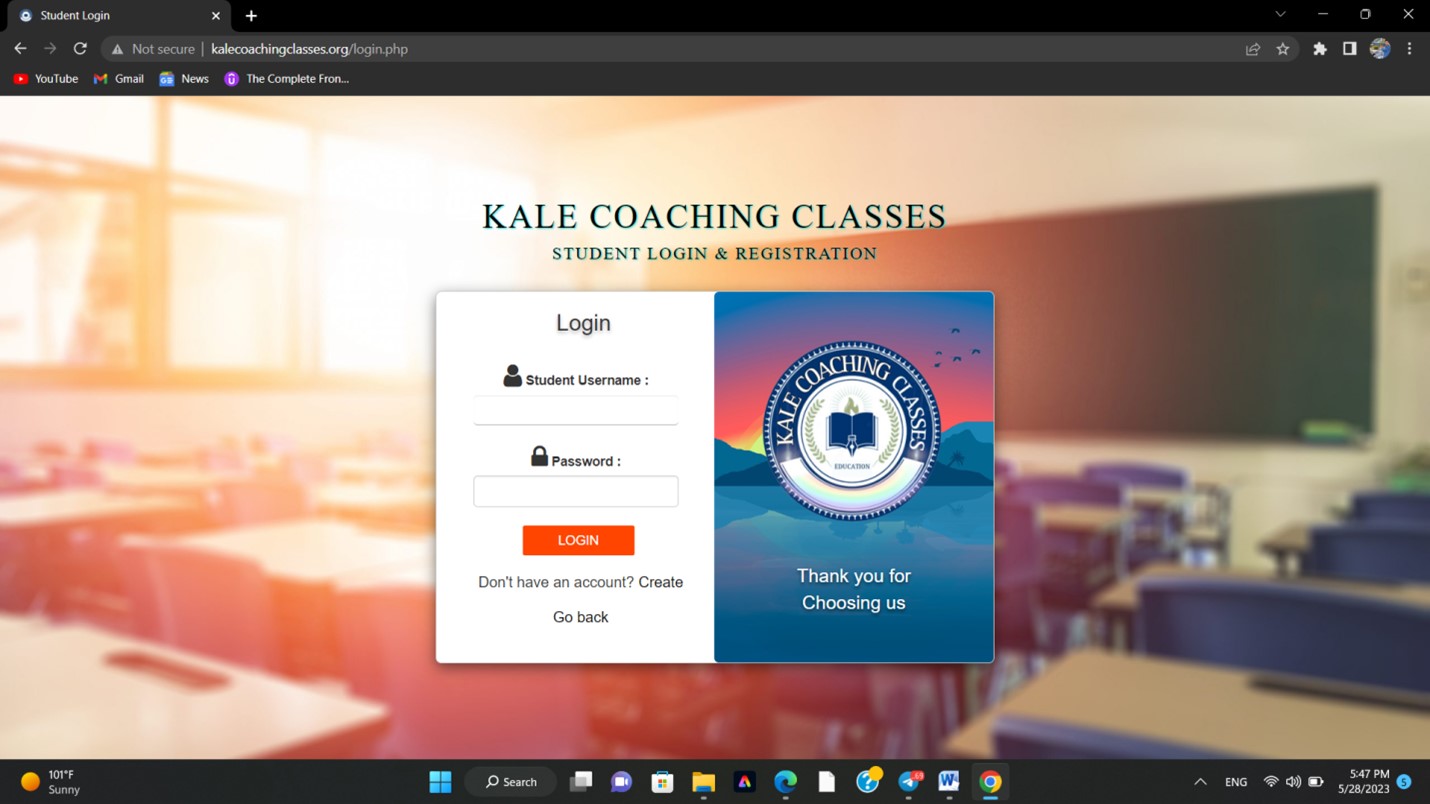 Student Login
Not secure
kalecoachingclasses.org/login.php
YouTube
Gmail
News
The Complete Fron...
KALE COACHING CLASSES
STUDENT LOGIN & REGISTRATION
Login
Student Username :
Password :
LOGIN
Don't have an account? Create
Go back
KALE COACHING CLASSES
EDUCATION
Thank you for
Choosing us
101°F
Sunny
Search
69
ENG
5:47 PM
5/28/2023
5